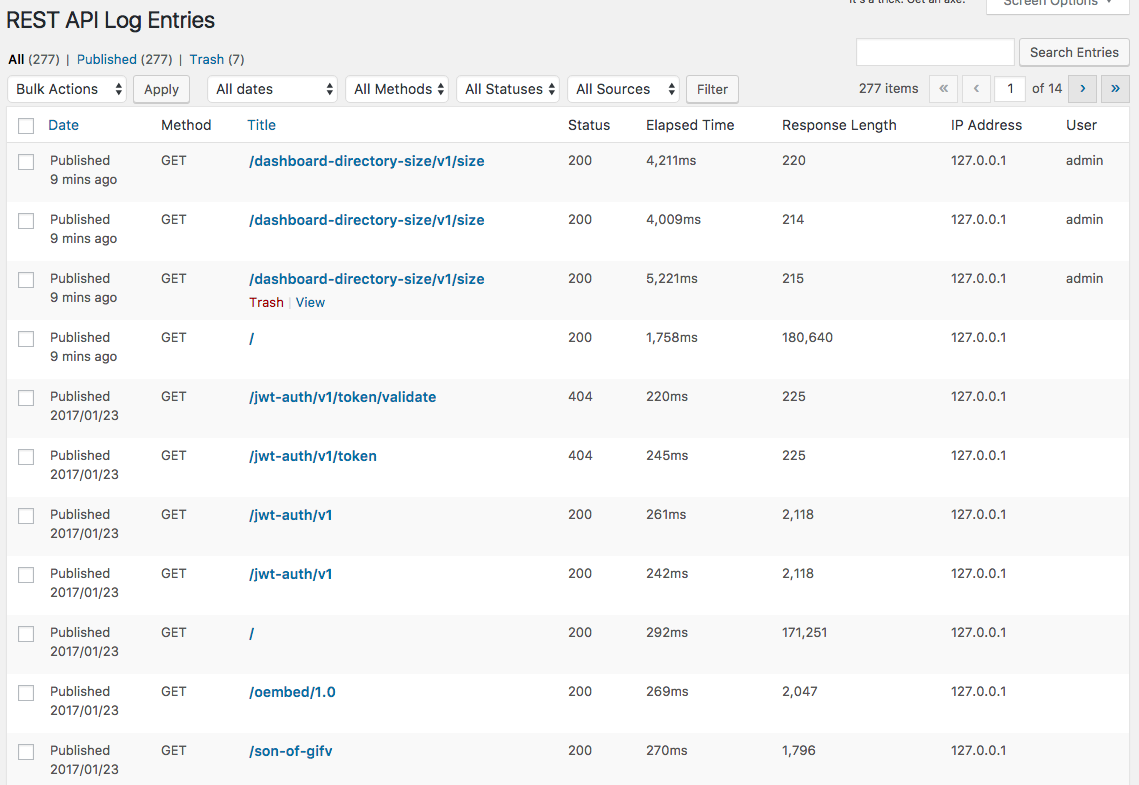 It's a trick. Get an axe.
Screen Options
REST API Log Entries
All (277) | Published (277) | Trash (7)
Search Entries
Bulk Actions Apply All dates All Methods All Statuses All Sources Filter 277 items « ‹ 1 of 14 › »
Date Method Title Status Elapsed Time Response Length IP Address User
Published GET /dashboard-directory-size/v1/size 200 4,211ms 220 127.0.0.1 admin
9 mins ago
Published GET /dashboard-directory-size/v1/size 200 4,009ms 214 127.0.0.1 admin
9 mins ago
Published GET /dashboard-directory-size/v1/size 200 5,221ms 215 127.0.0.1 admin
9 mins ago Trash | View
Published GET / 200 1,758ms 180,640 127.0.0.1
9 mins ago
Published GET /jwt-auth/v1/token/validate 404 220ms 225 127.0.0.1
2017/01/23
Published GET /jwt-auth/v1/token 404 245ms 225 127.0.0.1
2017/01/23
Published GET /jwt-auth/v1 200 261ms 2,118 127.0.0.1
2017/01/23
Published GET /jwt-auth/v1 200 242ms 2,118 127.0.0.1
2017/01/23
Published GET / 200 292ms 171,251 127.0.0.1
2017/01/23
Published GET /oembed/1.0 200 269ms 2,047 127.0.0.1
2017/01/23
Published GET /son-of-gifv 200 270ms 1,796 127.0.0.1
2017/01/23